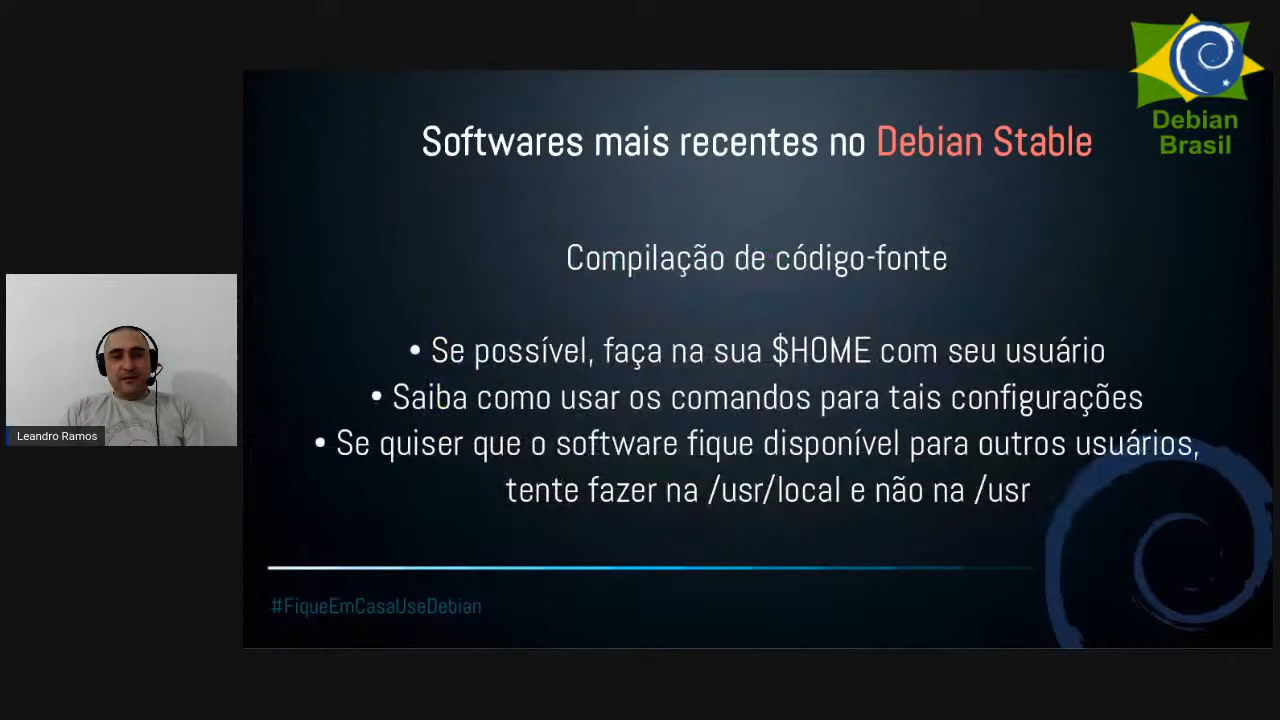 Debian
Brasil
Softwares mais recentes no Debian Stable
Compilação de código-fonte
• Se possível, faça na sua $HOME com seu usuário
• Saiba como usar os comandos para tais configurações
• Se quiser que o software fique disponível para outros usuários,
tente fazer na /usr/local e não na /usr
Leandro Ramos
#FiqueEmCasaUseDebian